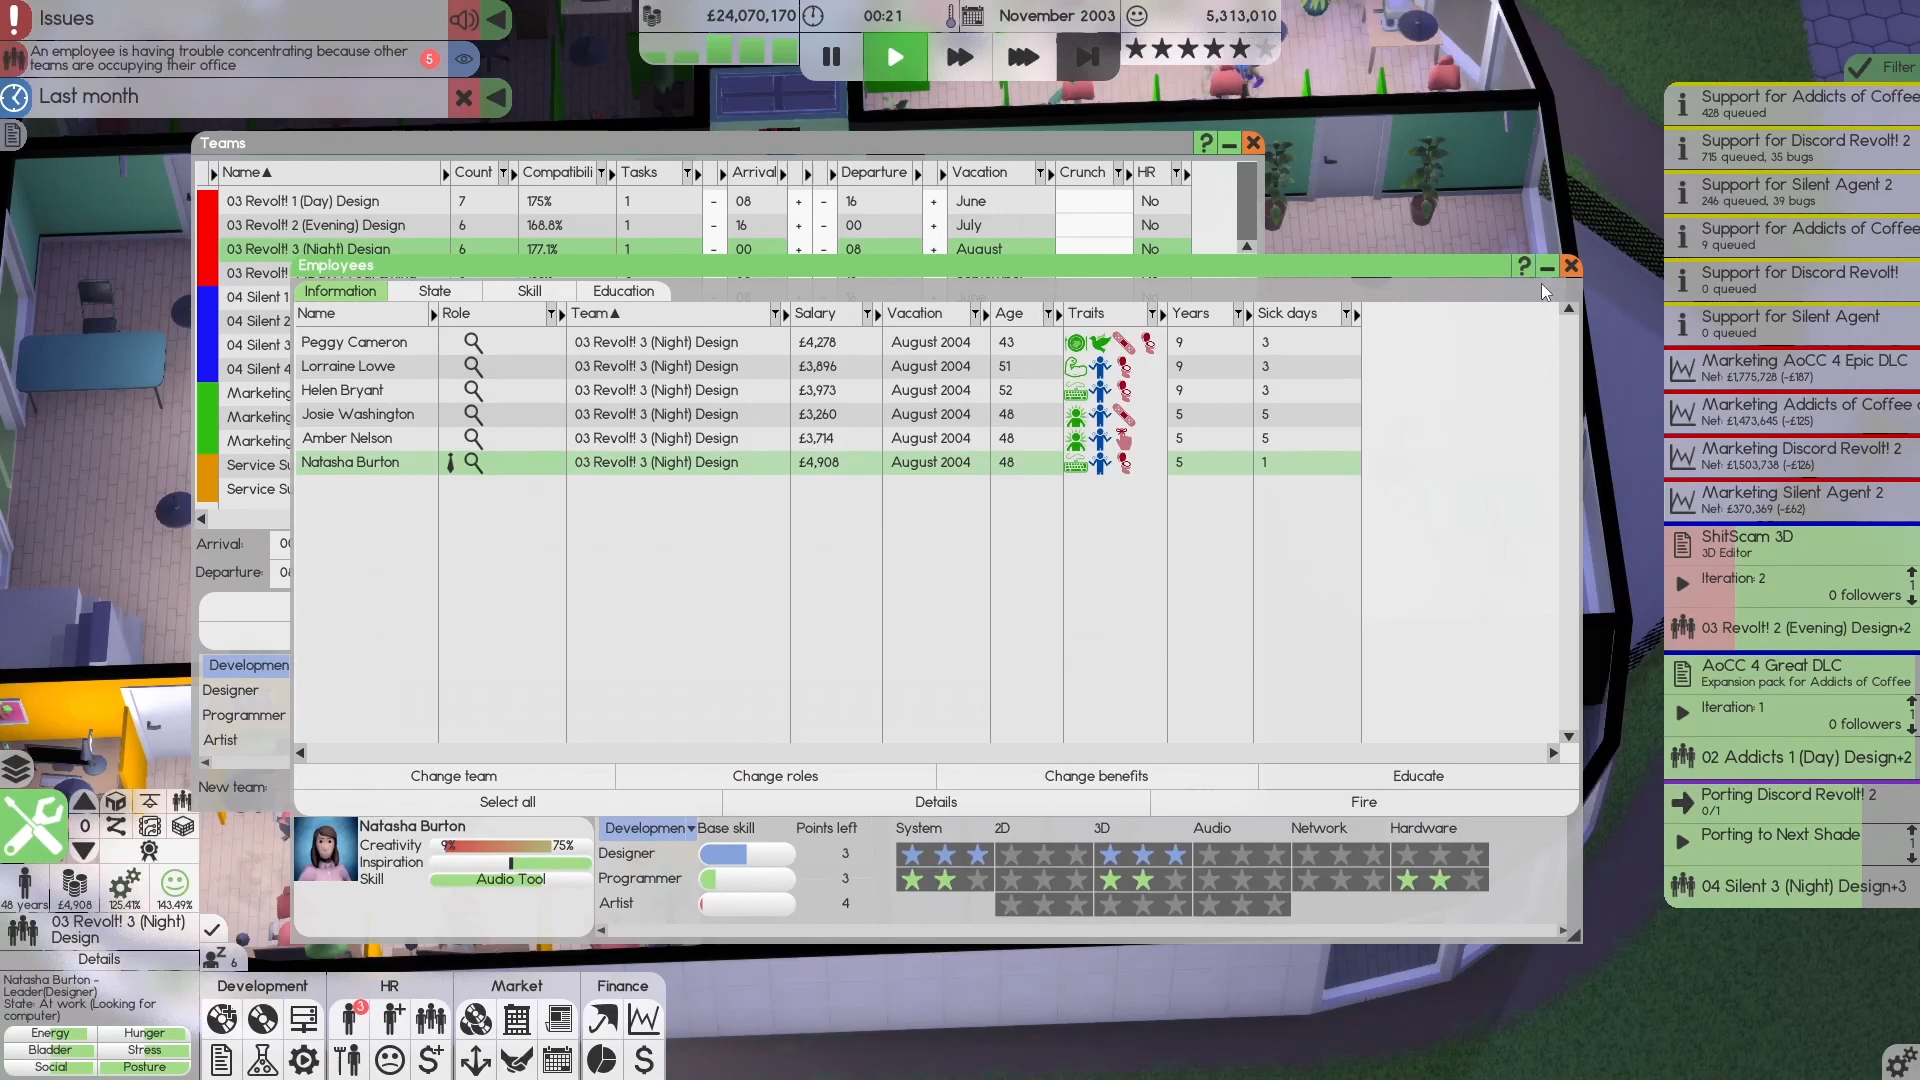 Issues
An employee is having trouble concentrating because other
teams are occupying their office
5
Last month
£24,070,170
00:21
November 2003
5,313,010
Filter
Support for Addicts of Coffee
428 queued
Support for Discord Revolt! 2
715 queued, 35 bugs
Support for Silent Agent 2
246 queued, 39 bugs
Support for Addicts of Coffee
9 queued
Support for Discord Revolt!
0 queued
Support for Silent Agent
0 queued
Marketing AoCC 4 Epic DLC
Net: £1,775,728 (-£187)
Marketing Addicts of Coffee
Net: £1,473,645 (-£125)
Marketing Discord Revolt! 2
Net: £1,503,738 (-£126)
Marketing Silent Agent 2
Net: £370,369 (-£62)
ShitScam 3D
3D Editor
Iteration: 2
1
0 followers
03 Revolt! 2 (Evening) Design+2
AoCC 4 Great DLC
Expansion pack for Addicts of Coffee
Iteration: 1
1
0 followers
02 Addicts 1 (Day) Design+2
Porting Discord Revolt! 2
0/1
Porting to Next Shade
1
04 Silent 3 (Night) Design+3
Teams
?
Name Count Compatibili Tasks Arrival Departure Vacation Crunch HR
03 Revolt! 1 (Day) Design 7 175% 1 - 08 + - 16 + June No
03 Revolt! 2 (Evening) Design 6 168.8% 1 - 16 + - 00 + July No
03 Revolt! 3 (Night) Design 6 177.1% 1 - 00 + - 08 + August No
03 Revolt!
04 Silent 1
04 Silent 2
04 Silent 3
04 Silent 4
Marketing
Marketing
Marketing
Service Su
Service Su
Arrival:
Departure:
Developmen
Designer
Programmer
Artist
New team:
Employees
?
Information State Skill Education
Name Role Team Salary Vacation Age Traits Years Sick days
Peggy Cameron 03 Revolt! 3 (Night) Design £4,278 August 2004 43 9 3
Lorraine Lowe 03 Revolt! 3 (Night) Design £3,896 August 2004 51 9 3
Helen Bryant 03 Revolt! 3 (Night) Design £3,973 August 2004 52 9 3
Josie Washington 03 Revolt! 3 (Night) Design £3,260 August 2004 48 5 5
Amber Nelson 03 Revolt! 3 (Night) Design £3,714 August 2004 48 5 5
Natasha Burton 03 Revolt! 3 (Night) Design £4,908 August 2004 48 5 1
Change team Change roles Change benefits Educate
Select all Details Fire
Natasha Burton
Creativity 9% 75%
Inspiration
Skill Audio Tool
Developmen Base skill Points left System 2D 3D Audio Network Hardware
Designer 3
Programmer 3
Artist 4
0
48 years £4,908 125.41% 143.49%
03 Revolt! 3 (Night)
Design
Details
Z 6
Natasha Burton -
Leader(Designer)
State: At work (Looking for
computer)
Energy Hunger
Bladder Stress
Social Posture
Development HR Market Finance
3